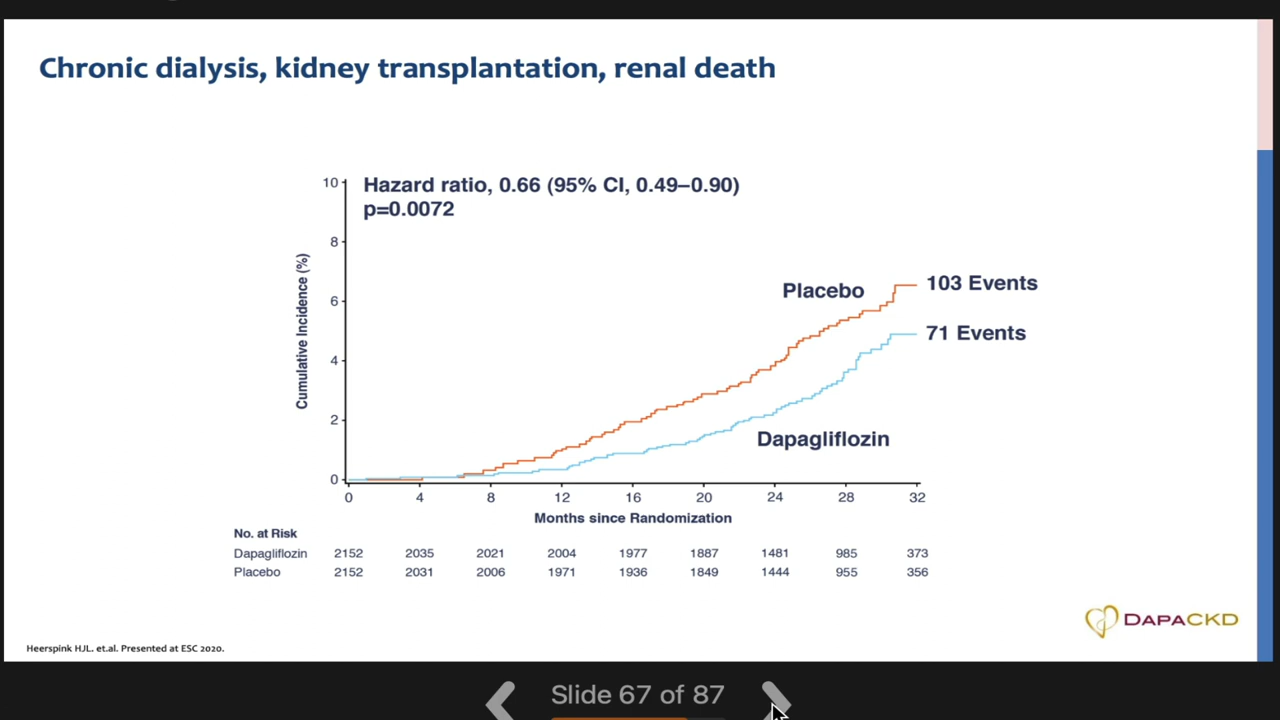 Chronic dialysis, kidney transplantation, renal death
Hazard ratio, 0.66 (95% CI, 0.49–0.90)
p=0.0072
10
8
6
4
2
0
Cumulative Incidence (%)
Placebo
103 Events
71 Events
Dapagliflozin
0 4 8 12 16 20 24 28 32
Months since Randomization
No. at Risk
Dapagliflozin 2152 2035 2021 2004 1977 1887 1481 985 373
Placebo 2152 2031 2006 1971 1936 1849 1444 955 356
DAPACKD
Heerspink HJL. et.al. Presented at ESC 2020.
Slide 67 of 87